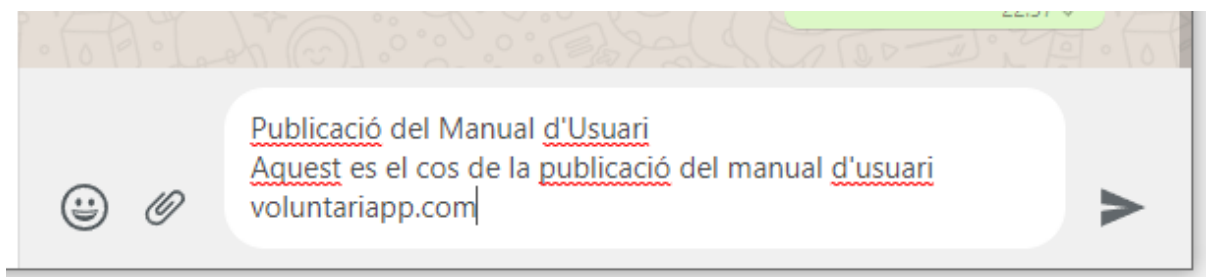 Publicació del Manual d'Usuari
Aquest es el cos de la publicació del manual d'usuari
voluntariapp.com